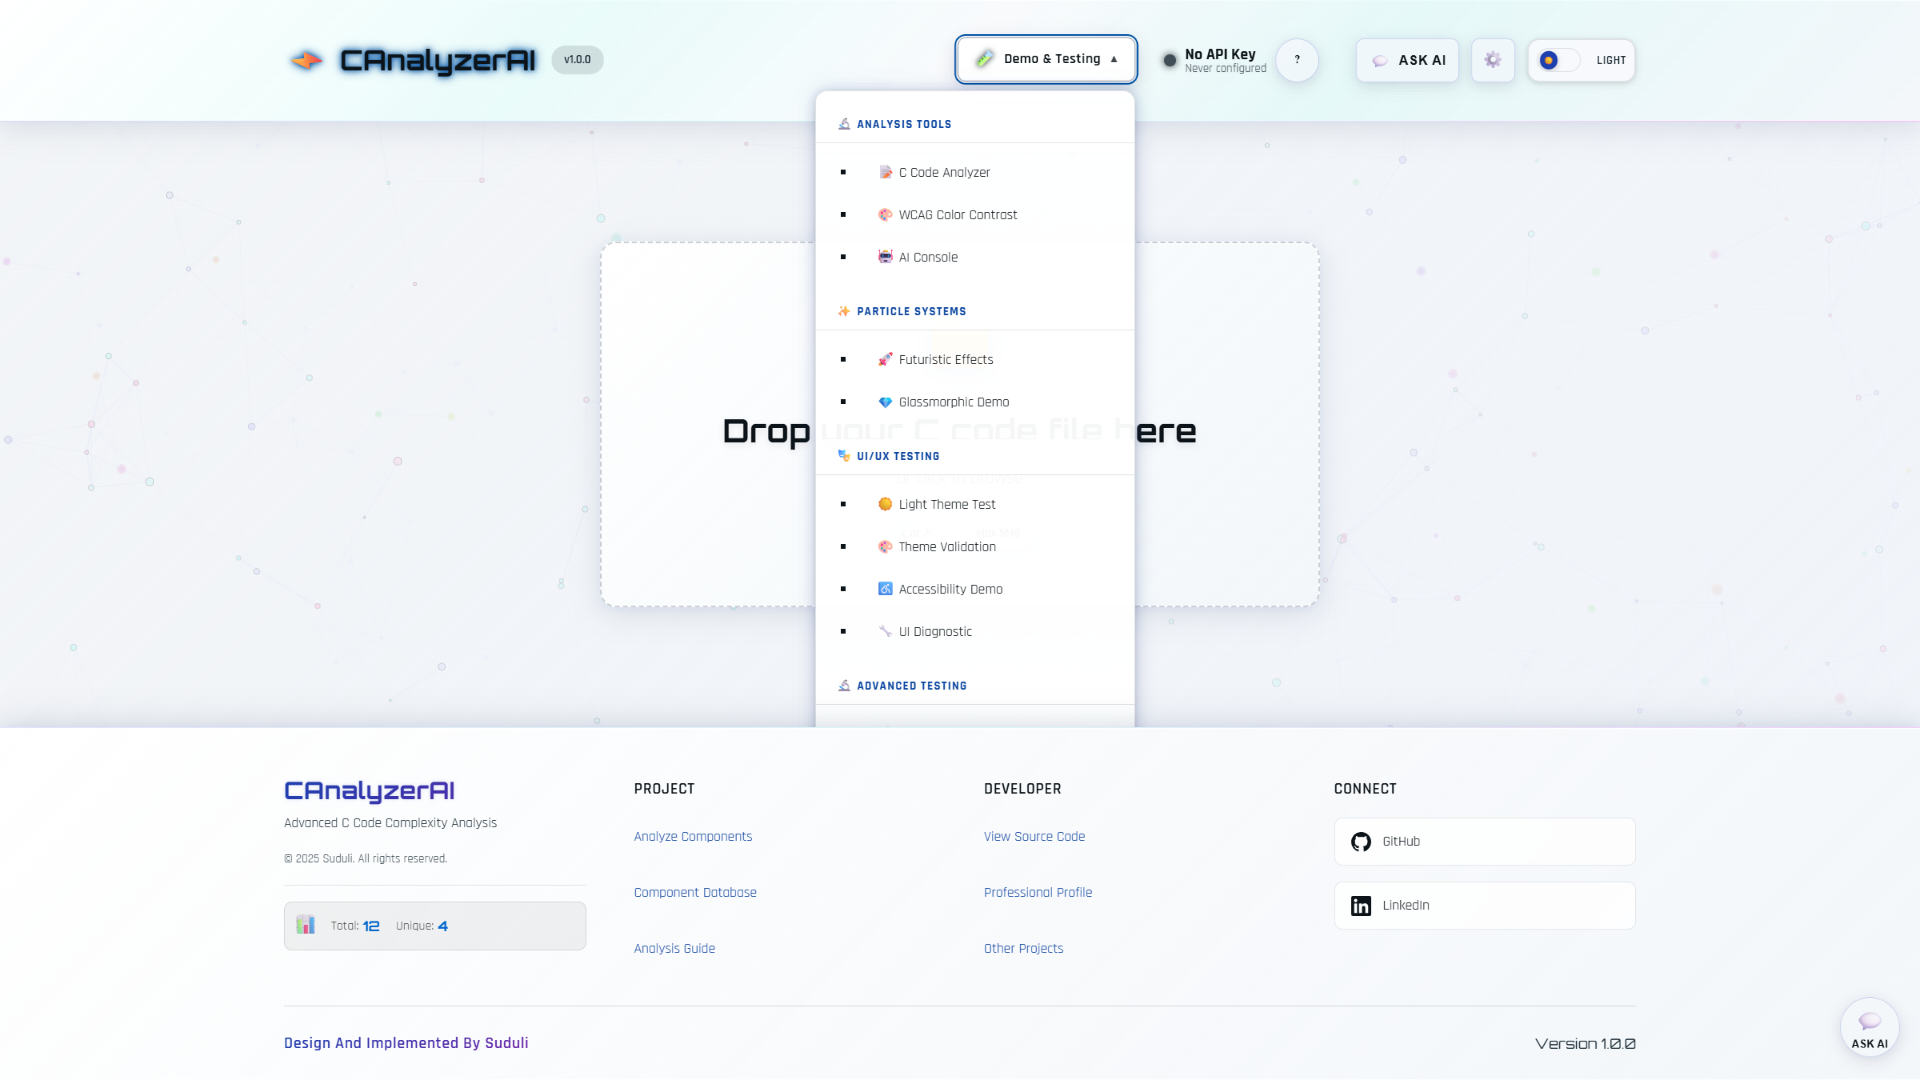 CAnalyzerAI
v1.0.0
Demo & Testing ▲
No API Key
Never configured
?
ASK AI
LIGHT
ANALYSIS TOOLS
C Code Analyzer
WCAG Color Contrast
AI Console
PARTICLE SYSTEMS
Futuristic Effects
Glassmorphic Demo
Drop your C code file here
UI/UX TESTING
Light Theme Test
Theme Validation
Accessibility Demo
UI Diagnostic
ADVANCED TESTING
CAnalyzerAI
Advanced C Code Complexity Analysis
© 2025 Suduli. All rights reserved.
Total: 12 Unique: 4
PROJECT
Analyze Components
Component Database
Analysis Guide
DEVELOPER
View Source Code
Professional Profile
Other Projects
CONNECT
GitHub
LinkedIn
Design And Implemented By Suduli
Version 1.0.0
ASK AI